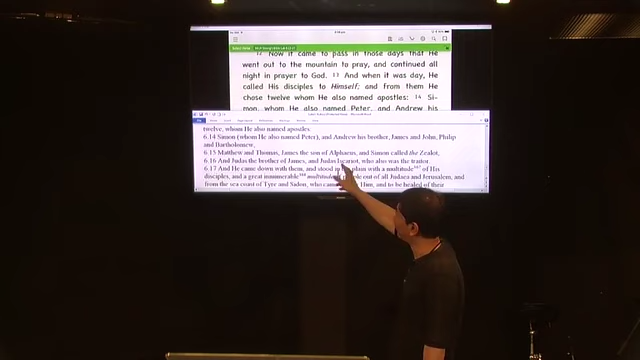 12 Now it came to pass in those days that He
went out to the mountain to pray, and continued all
night in prayer to God. 13 And when it was day, He
called His disciples to Himself; and from them He
chose twelve whom He also named apostles: 14 Si-
mon, whom He also named Peter, and Andrew his
twelve, whom He also named apostles.
6.14 Simon (whom He also named Peter), and Andrew his brother, James and John, Philip
and Bartholomew,
6.15 Matthew and Thomas, James the son of Alphaeus, and Simon called the Zealot,
6.16 And Judas the brother of James, and Judas Iscariot, who also was the traitor.
6.17 And He came down with them, and stood in plain with a multitude of His
disciples, and a great innumerable multitude of people out of all Judaea and Jerusalem, and
from the sea coast of Tyre and Sidon, who came Him, and to be healed of their